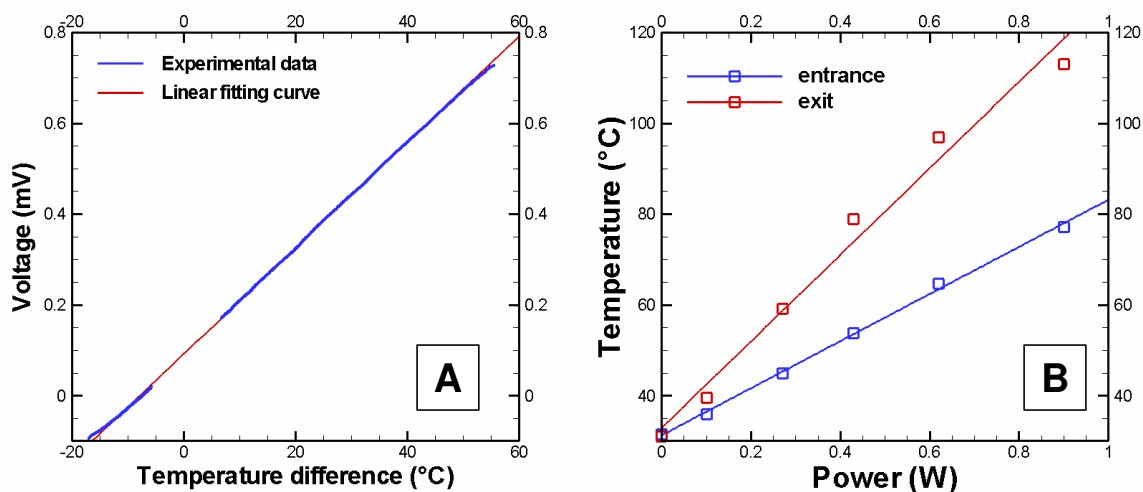 -20 0 20 40 60
0.8 0.8
Experimental data
Linear fitting curve
0.6 0.6
0.4 0.4
0.2 0.2
0 0
-20 0 20 40 60
Voltage (mV)
Temperature difference (°C)
A
0 0.2 0.4 0.6 0.8 1
120 120
entrance
exit
100 100
80 80
60 60
40 40
0 0.2 0.4 0.6 0.8 1
Temperature (°C)
Power (W)
B